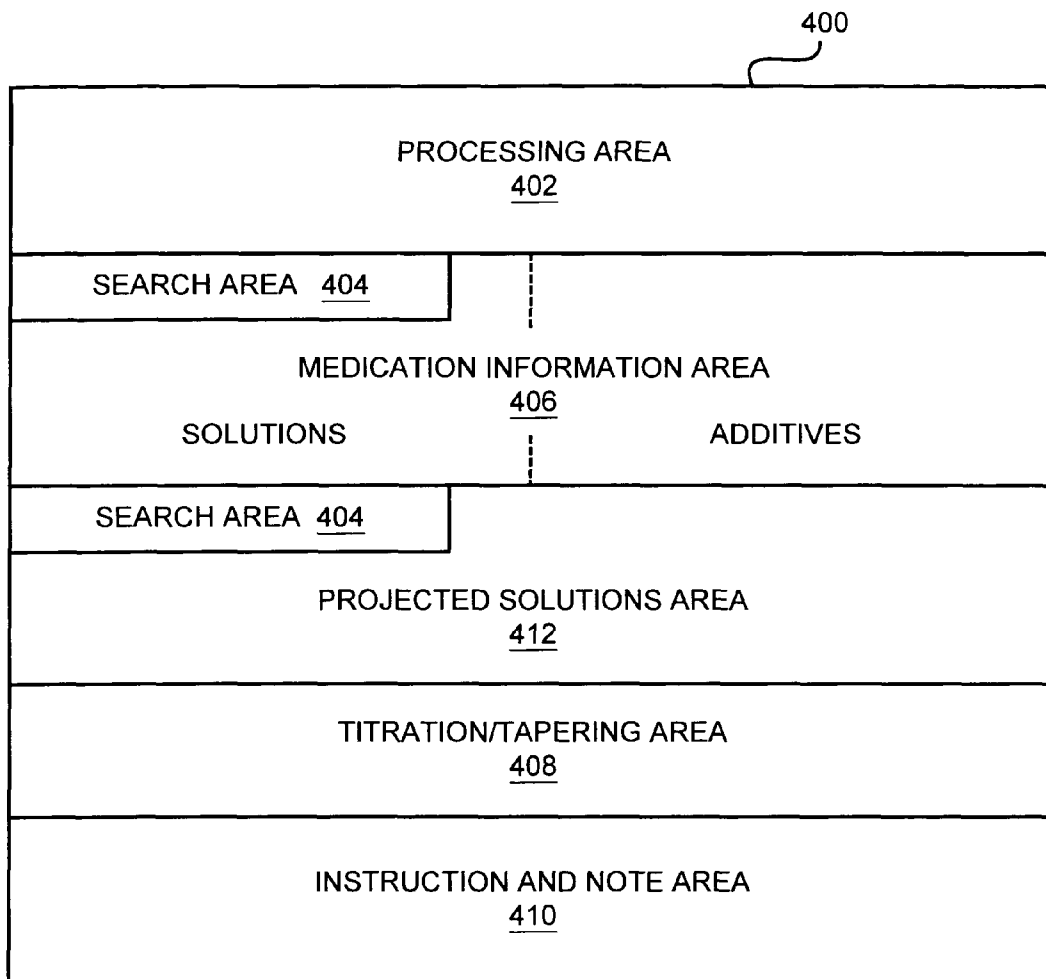 400
PROCESSING AREA
402
SEARCH AREA 404
MEDICATION INFORMATION AREA
406
SOLUTIONS ADDITIVES
SEARCH AREA 404
PROJECTED SOLUTIONS AREA
412
TITRATION/TAPERING AREA
408
INSTRUCTION AND NOTE AREA
410